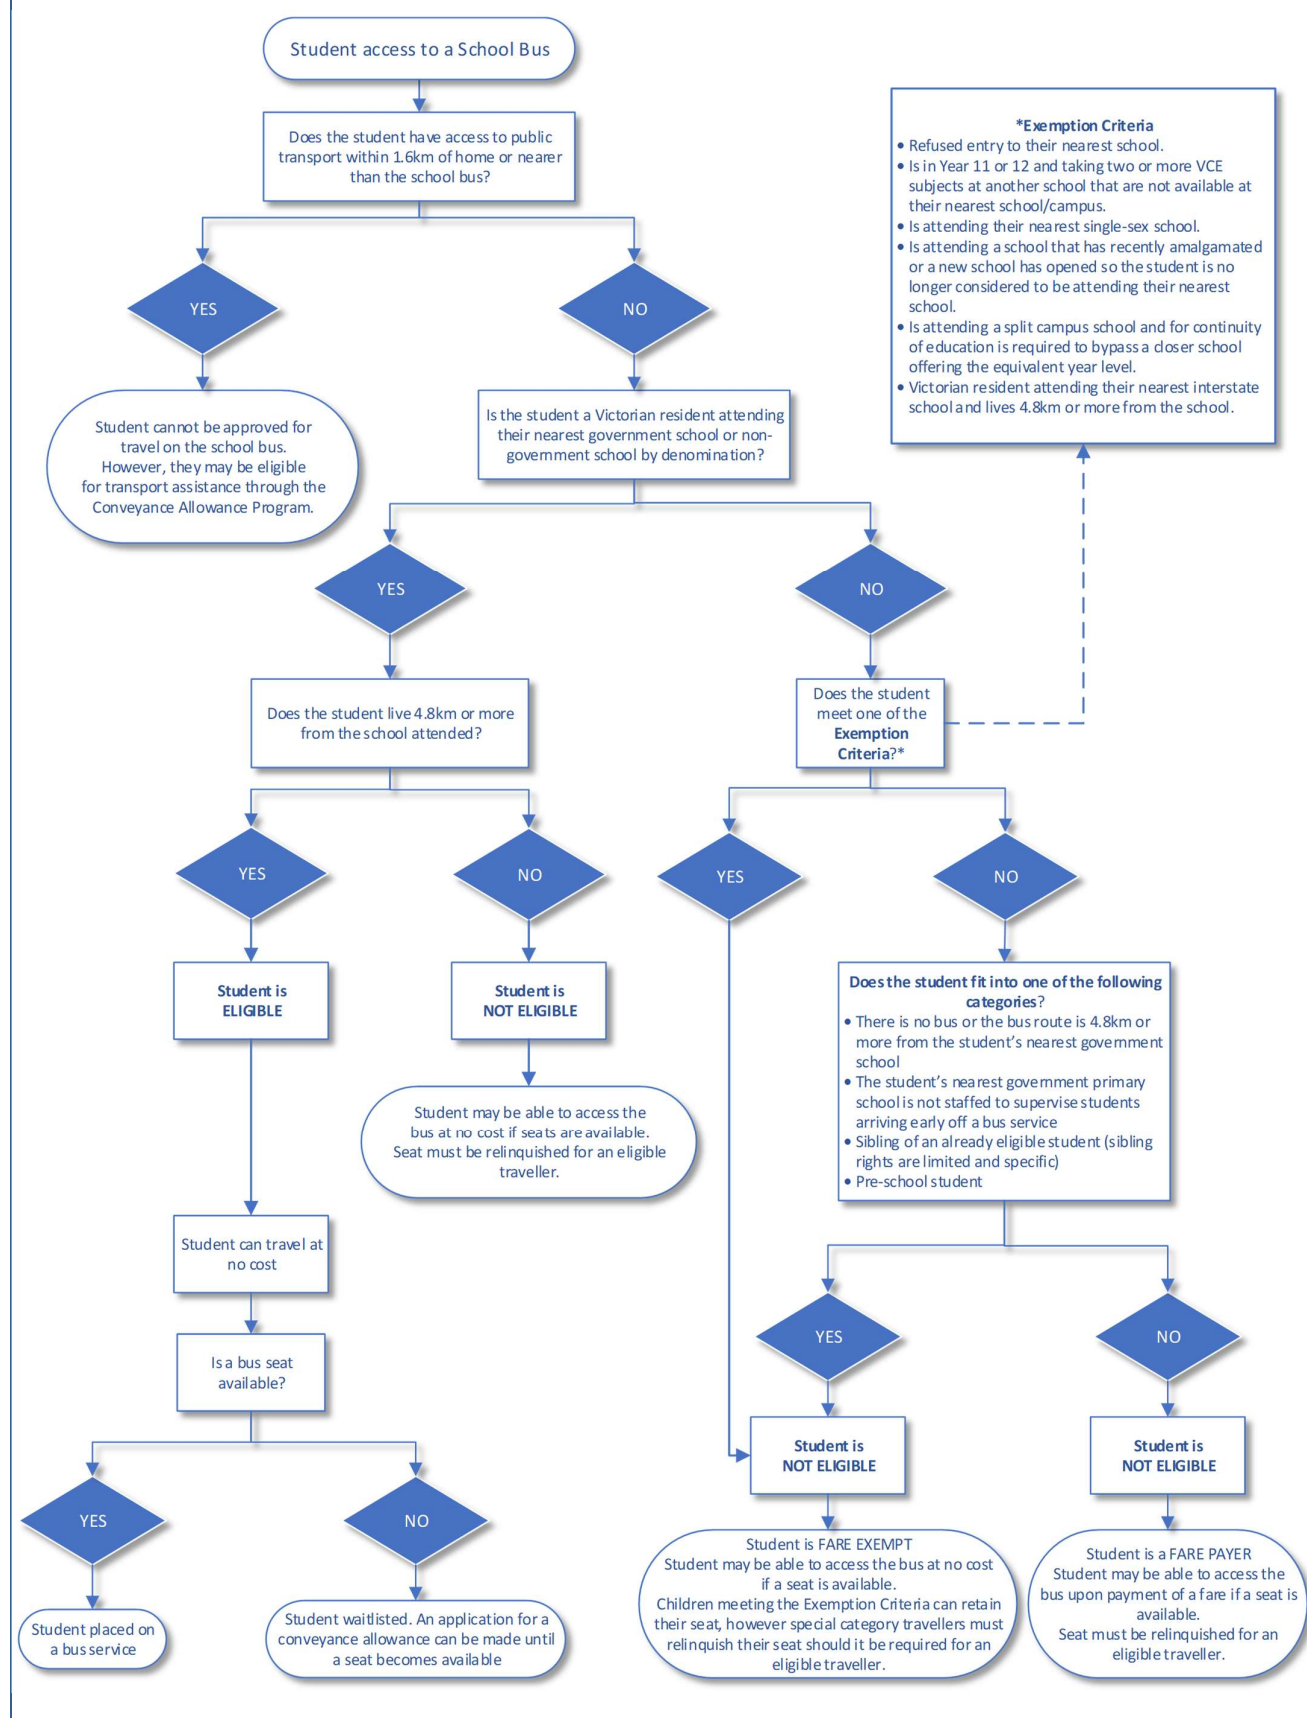 Student access to a School Bus
Does the student have access to public
transport within 1.6km of home or nearer
than the school bus?
*Exemption Criteria
• Refused entry to their nearest school.
• Is in Year 11 or 12 and taking two or more VCE
subjects at another school that are not available at
their nearest school/campus.
• Is attending their nearest single-sex school.
• Is attending a school that has recently amalgamated
or a new school has opened so the student is no
longer considered to be attending their nearest
school.
• Is attending a split campus school and for continuity
of education is required to bypass a closer school
offering the equivalent year level.
• Victorian resident attending their nearest interstate
school and lives 4.8km or more from the school.
YES
NO
Student cannot be approved for
travel on the school bus.
However, they may be eligible
for transport assistance through the
Conveyance Allowance Program.
Is the student a Victorian resident attending
their nearest government school or non-
government school by denomination?
YES
NO
Does the student live 4.8km or more
from the school attended?
Does the student
meet one of the
Exemption
Criteria?*
YES
NO
YES
NO
Student is
ELIGIBLE
Student is
NOT ELIGIBLE
Does the student fit into one of the following
categories?
• There is no bus or the bus route is 4.8km or
more from the student's nearest government
school
• The student's nearest government primary
school is not staffed to supervise students
arriving early off a bus service
• Sibling of an already eligible student (sibling
rights are limited and specific)
• Pre-school student
Student may be able to access the
bus at no cost if seats are available.
Seat must be relinquished for an eligible
traveller.
Student can travel at
no cost
Is a bus seat
available?
YES
NO
Student is
NOT ELIGIBLE
Student is
NOT ELIGIBLE
YES
NO
Student placed on
a bus service
Student waitlisted. An application for a
conveyance allowance can be made until
a seat becomes available
Student is FARE EXEMPT
Student may be able to access the bus at no cost
if a seat is available.
Children meeting the Exemption Criteria can retain
their seat, however special category travellers must
relinquish their seat should it be required for an
eligible traveller.
Student is a FARE PAYER
Student may be able to access the
bus upon payment of a fare if a seat is
available.
Seat must be relinquished for an
eligible traveller.